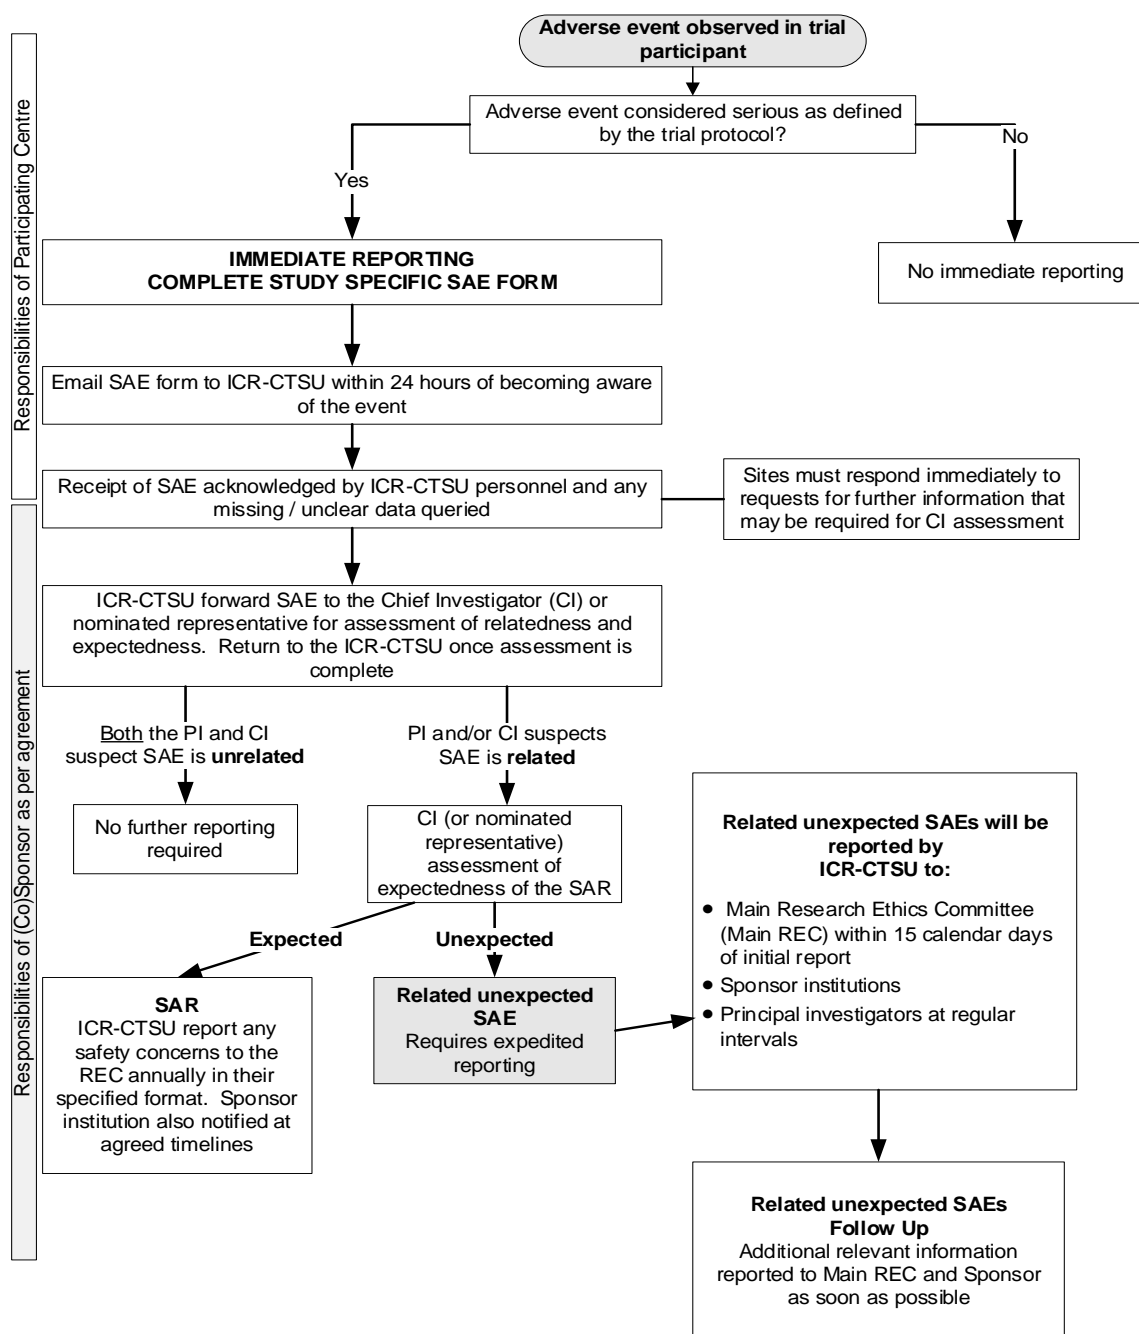 Adverse event observed in trial
participant
Adverse event considered serious as defined
by the trial protocol?
No
Yes
IMMEDIATE REPORTING
COMPLETE STUDY SPECIFIC SAE FORM
No immediate reporting
Responsibilities of Participating Centre
Email SAE form to ICR-CTSU within 24 hours of becoming aware
of the event
Receipt of SAE acknowledged by ICR-CTSU personnel and any
missing / unclear data queried
Sites must respond immediately to
requests for further information that
may be required for CI assessment
ICR-CTSU forward SAE to the Chief Investigator (CI) or
nominated representative for assessment of relatedness and
expectedness.  Return to the ICR-CTSU once assessment is
complete
Responsibilities of (Co)Sponsor as per agreement
Both the PI and CI
suspect SAE is unrelated
PI and/or CI suspects
SAE is related
No further reporting
required
CI (or nominated
representative)
assessment of
expectedness of the SAR
Expected
Unexpected
SAR
ICR-CTSU report any
safety concerns to the
REC annually in their
specified format.  Sponsor
institution also notified at
agreed timelines
Related unexpected
SAE
Requires expedited
reporting
Related unexpected SAEs will be
reported by
ICR-CTSU to:
• Main Research Ethics Committee
(Main REC) within 15 calendar days
of initial report
• Sponsor institutions
• Principal investigators at regular
intervals
Related unexpected SAEs
Follow Up
Additional relevant information
reported to Main REC and Sponsor
as soon as possible